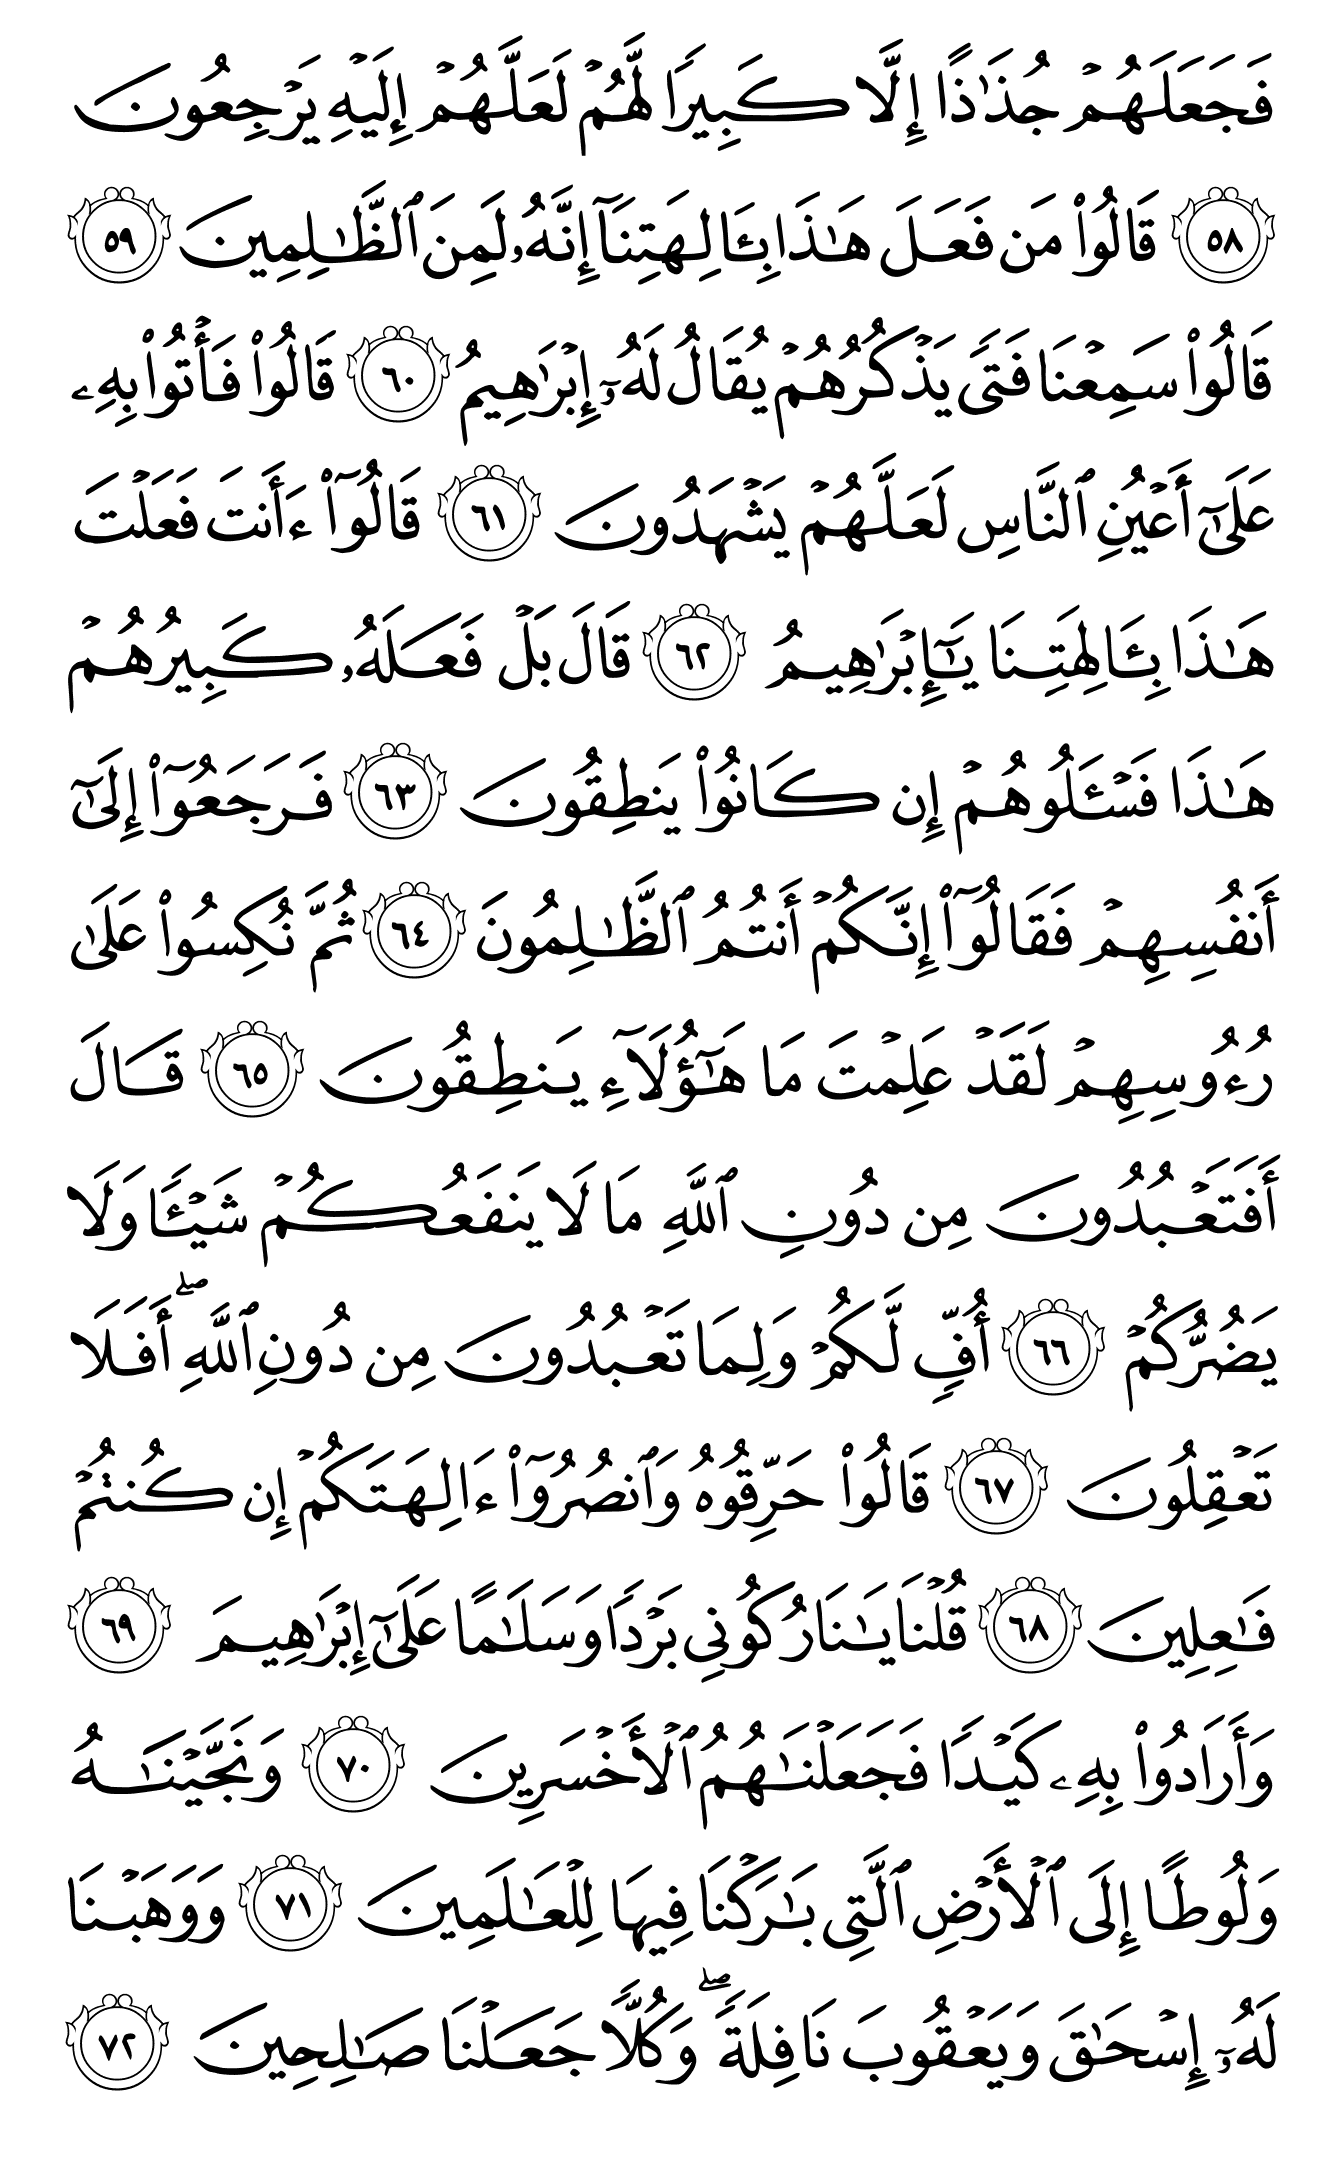 فَجَعَلَهُمۡ جُذَٰذًا إِلَّا كَبِيرٗا لَّهُمۡ لَعَلَّهُمۡ إِلَيۡهِ يَرۡجِعُونَ
٥٨ قَالُواْ مَن فَعَلَ هَٰذَا بِـَٔالِهَتِنَآ إِنَّهُۥ لَمِنَ ٱلظَّٰلِمِينَ ٥٩
قَالُواْ سَمِعۡنَا فَتٗى يَذۡكُرُهُمۡ يُقَالُ لَهُۥٓ إِبۡرَٰهِيمُ ٦٠ قَالُواْ فَأۡتُواْ بِهِۦ
عَلَىٰٓ أَعۡيُنِ ٱلنَّاسِ لَعَلَّهُمۡ يَشۡهَدُونَ ٦١ قَالُوٓاْ ءَأَنتَ فَعَلۡتَ
هَٰذَا بِـَٔالِهَتِنَا يَٰٓإِبۡرَٰهِيمُ ٦٢ قَالَ بَلۡ فَعَلَهُۥ كَبِيرُهُمۡ
هَٰذَا فَسۡـَٔلُوهُمۡ إِن كَانُواْ يَنطِقُونَ ٦٣ فَرَجَعُوٓاْ إِلَىٰٓ
أَنفُسِهِمۡ فَقَالُوٓاْ إِنَّكُمۡ أَنتُمُ ٱلظَّٰلِمُونَ ٦٤ ثُمَّ نُكِسُواْ عَلَىٰ
رُءُوسِهِمۡ لَقَدۡ عَلِمۡتَ مَا هَٰٓؤُلَآءِ يَنطِقُونَ ٦٥ قَالَ
أَفَتَعۡبُدُونَ مِن دُونِ ٱللَّهِ مَا لَا يَنفَعُكُمۡ شَيۡـٔٗا وَلَا
يَضُرُّكُمۡ ٦٦ أُفّٖ لَّكُمۡ وَلِمَا تَعۡبُدُونَ مِن دُونِ ٱللَّهِۚ أَفَلَا
تَعۡقِلُونَ ٦٧ قَالُواْ حَرِّقُوهُ وَٱنصُرُوٓاْ ءَالِهَتَكُمۡ إِن كُنتُمۡ
فَٰعِلِينَ ٦٨ قُلۡنَا يَٰنَارُ كُونِي بَرۡدٗا وَسَلَٰمًا عَلَىٰٓ إِبۡرَٰهِيمَ ٦٩
وَأَرَادُواْ بِهِۦ كَيۡدٗا فَجَعَلۡنَٰهُمُ ٱلۡأَخۡسَرِينَ ٧٠ وَنَجَّيۡنَٰهُ
وَلُوطًا إِلَى ٱلۡأَرۡضِ ٱلَّتِي بَٰرَكۡنَا فِيهَا لِلۡعَٰلَمِينَ ٧١ وَوَهَبۡنَا
لَهُۥٓ إِسۡحَٰقَ وَيَعۡقُوبَ نَافِلَةٗۖ وَكُلّٗا جَعَلۡنَا صَٰلِحِينَ ٧٢